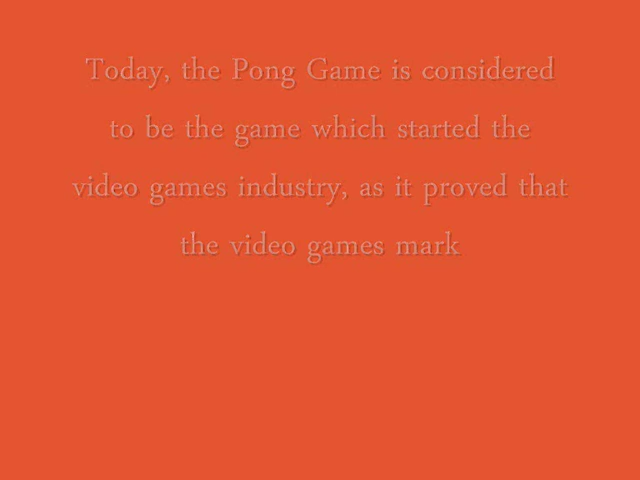 Today, the Pong Game is considered
to be the game which started the
video games industry, as it proved that
the video games mark